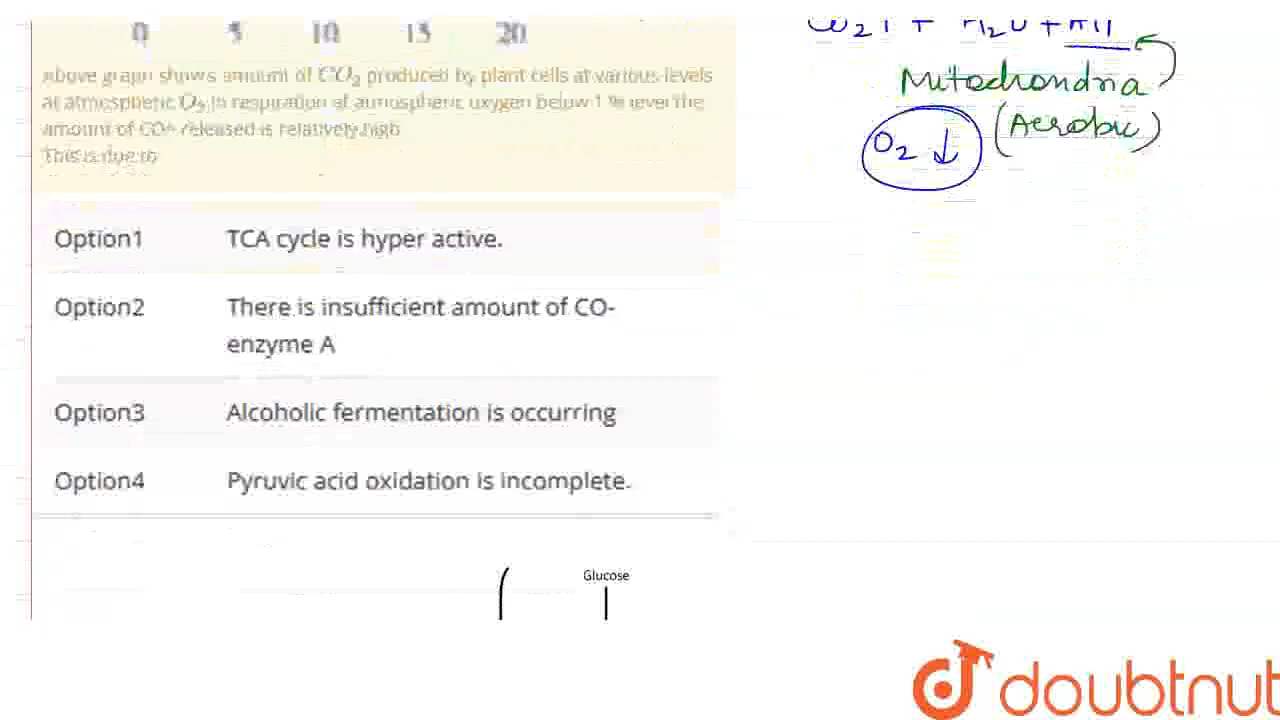 0 5 10 15 20
Above graph shows amount of CO₂ produced by plant cells at various levels
at atmospheric O₂ In respiration at atmospheric oxygen below 1 % level The
amount of CO^ released is relatively high
This is due to
Option1 TCA cycle is hyper active.
Option2 There is insufficient amount of CO-
enzyme A
Option3 Alcoholic fermentation is occurring
Option4 Pyruvic acid oxidation is incomplete.
Glucose
CO₂↑ + H₂O + ATP
Mitochondria
(Aerobic)
O₂ ↓
doubtnut